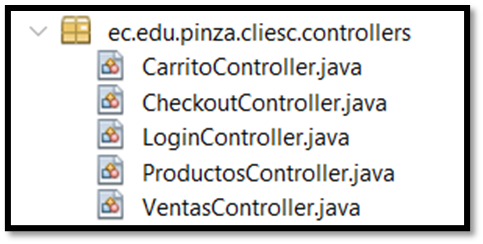 ec.edu.pinza.cliesc.controllers
CarritoController.java
CheckoutController.java
LoginController.java
ProductosController.java
VentasController.java